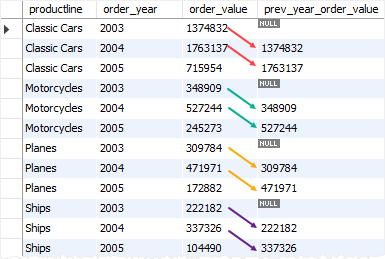 productline order_year order_value prev_year_order_value
Classic Cars 2003 1374832 NULL
Classic Cars 2004 1763137 1374832
Classic Cars 2005 715954 1763137
Motorcycles 2003 348909 NULL
Motorcycles 2004 527244 348909
Motorcycles 2005 245273 527244
Planes 2003 309784 NULL
Planes 2004 471971 309784
Planes 2005 172882 471971
Ships 2003 222182 NULL
Ships 2004 337326 222182
Ships 2005 104490 337326